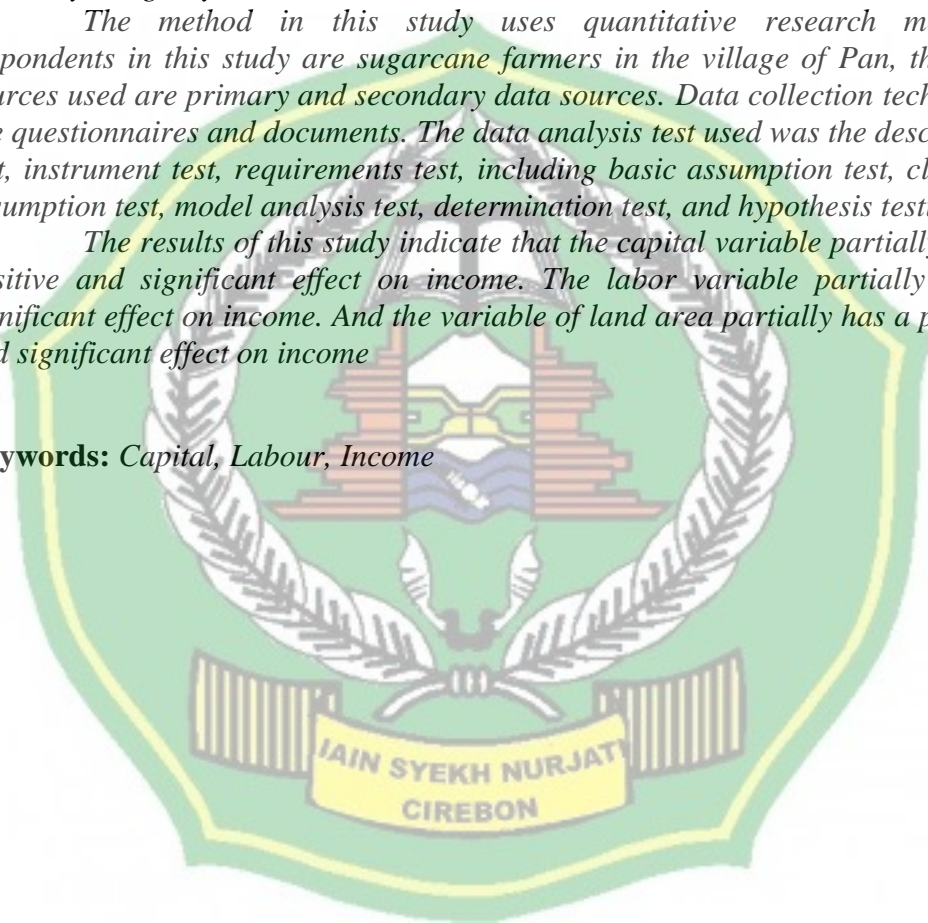 The method in this study uses quantitative research m
pondents in this study are sugarcane farmers in the village of Pan, th
urces used are primary and secondary data sources. Data collection tech
e questionnaires and documents. The data analysis test used was the desc
t, instrument test, requirements test, including basic assumption test, cl
sumption test, model analysis test, determination test, and hypothesis test
The results of this study indicate that the capital variable partially
sitive and significant effect on income. The labor variable partially
nificant effect on income. And the variable of land area partially has a p
d significant effect on income
ywords: Capital, Labour, Income
IAIN SYEKH NURJATI
CIREBON